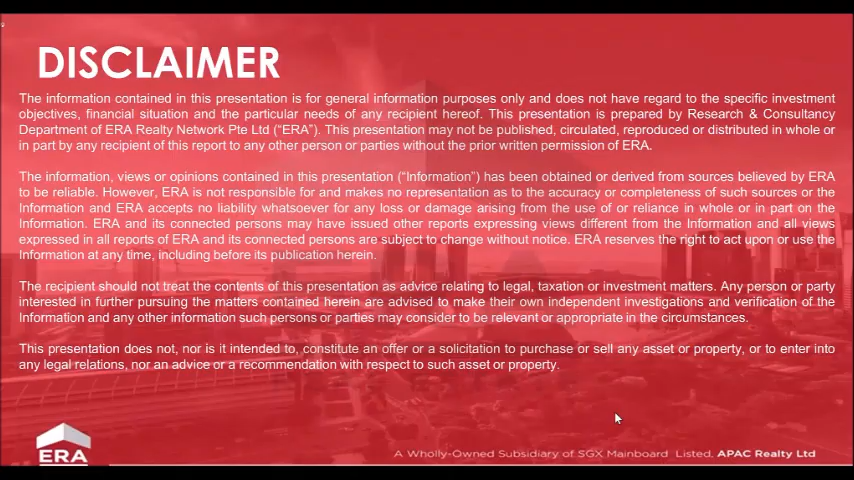 DISCLAIMER
The information contained in this presentation is for general information purposes only and does not have regard to the specific investment
objectives, financial situation and the particular needs of any recipient hereof. This presentation is prepared by Research & Consultancy
Department of ERA Realty Network Pte Ltd (“ERA”). This presentation may not be published, circulated, reproduced or distributed in whole or
in part by any recipient of this report to any other person or parties without the prior written permission of ERA.
The information, views or opinions contained in this presentation (“Information”) has been obtained or derived from sources believed by ERA
to be reliable. However, ERA is not responsible for and makes no representation as to the accuracy or completeness of such sources or the
Information and ERA accepts no liability whatsoever for any loss or damage arising from the use of or reliance in whole or in part on the
Information. ERA and its connected persons may have issued other reports expressing views different from the Information and all views
expressed in all reports of ERA and its connected persons are subject to change without notice. ERA reserves the right to act upon or use the
Information at any time, including before its publication herein.
The recipient should not treat the contents of this presentation as advice relating to legal, taxation or investment matters. Any person or party
interested in further pursuing the matters contained herein are advised to make their own independent investigations and verification of the
Information and any other information such persons or parties may consider to be relevant or appropriate in the circumstances.
This presentation does not, nor is it intended to, constitute an offer or a solicitation to purchase or sell any asset or property, or to enter into
any legal relations, nor an advice or a recommendation with respect to such asset or property.
ERA
A Wholly-Owned Subsidiary of SGX Mainboard Listed, APAC Realty Ltd